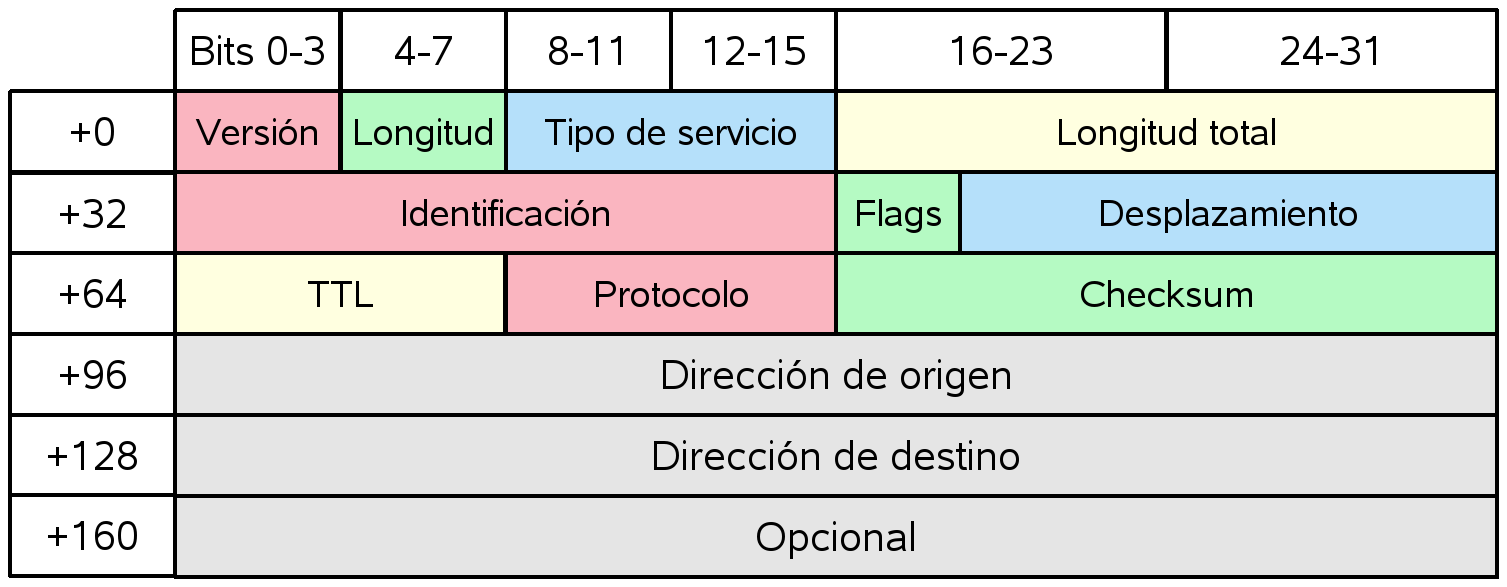 Bits 0-3 4-7 8-11 12-15 16-23 24-31
+0 Versión Longitud Tipo de servicio Longitud total
+32 Identificación Flags Desplazamiento
+64 TTL Protocolo Checksum
+96 Dirección de origen
+128 Dirección de destino
+160 Opcional